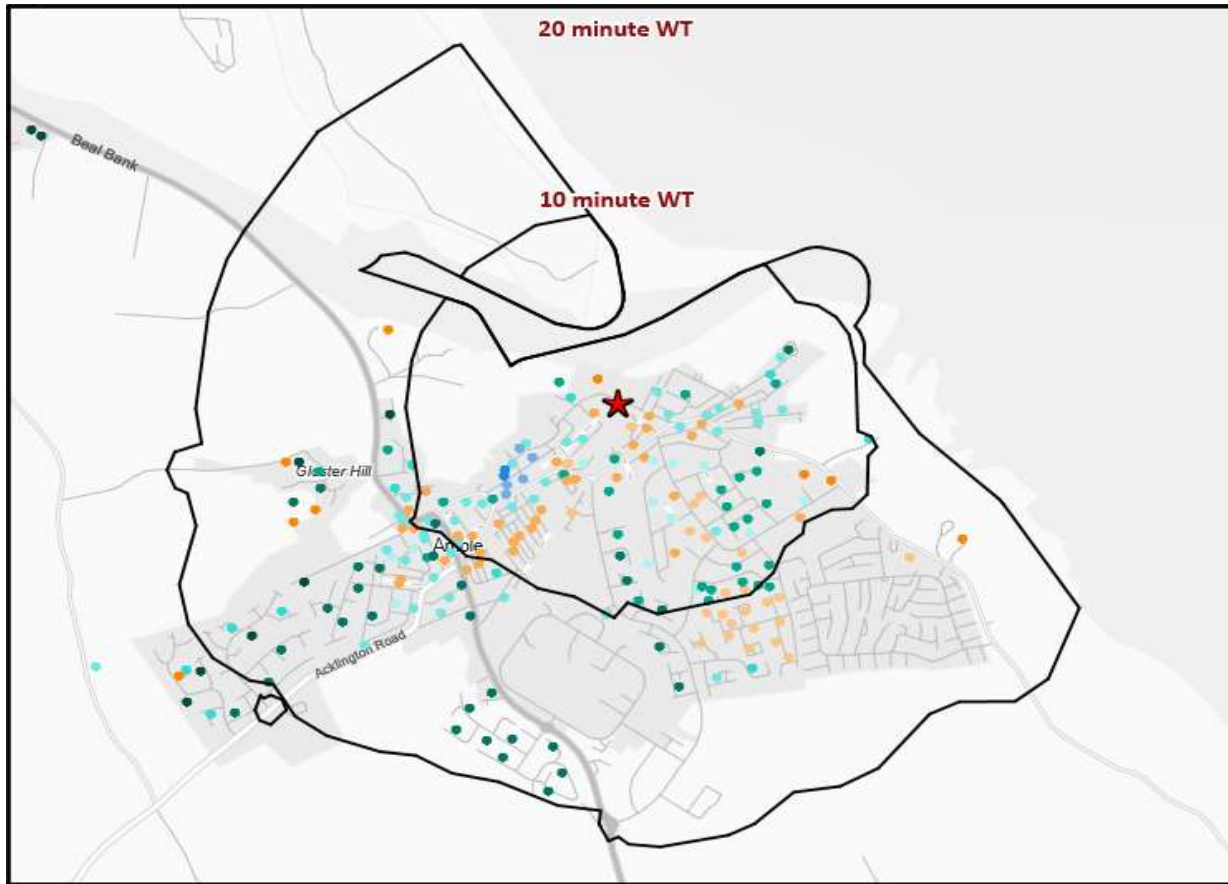 20 minute WT
Beal Bank
10 minute WT
Gloster Hill
Amble
Acklington Road